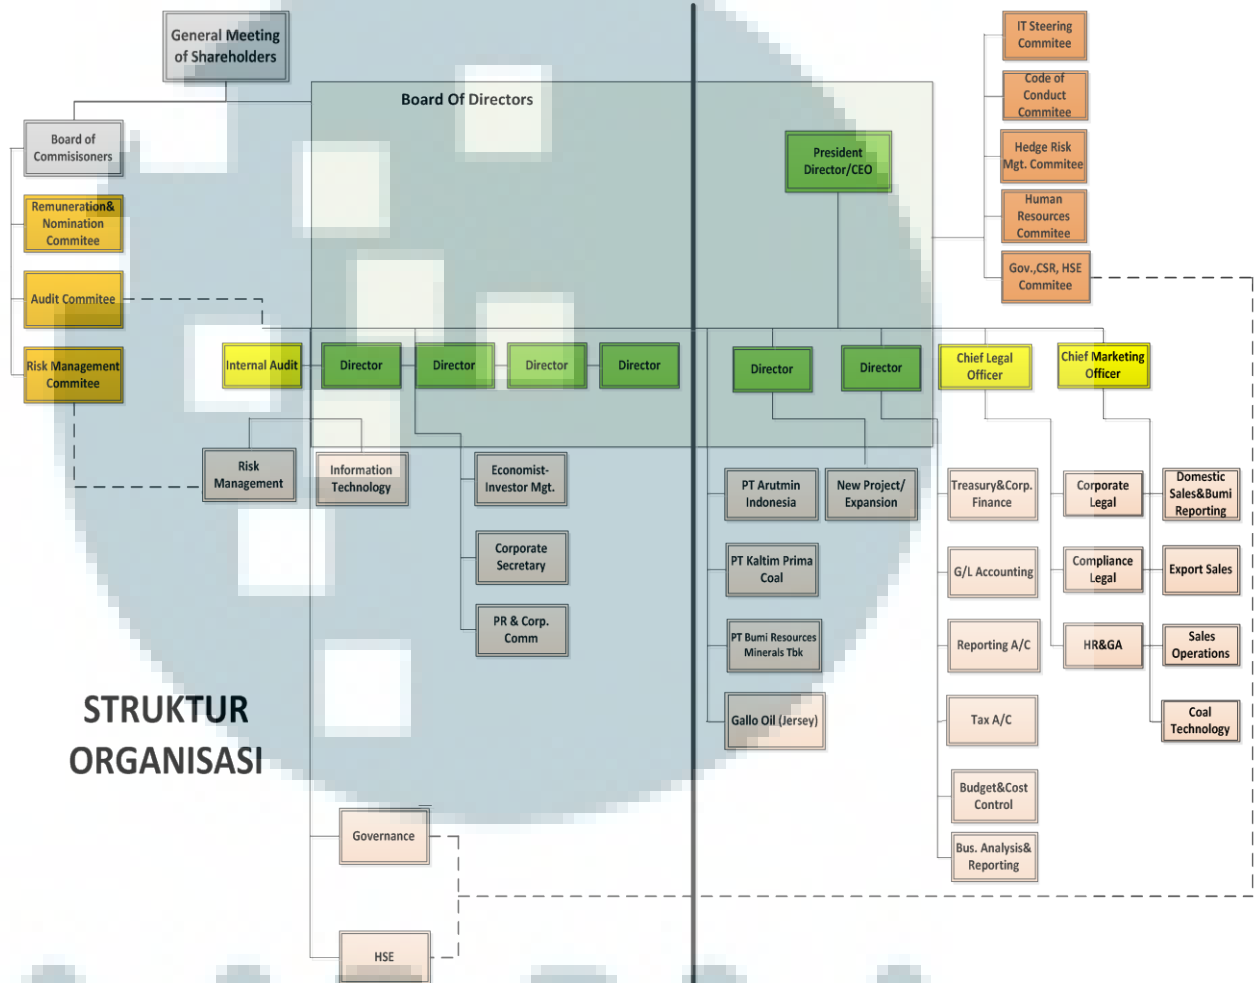 General Meeting
of Shareholders
Board Of Directors
Board of
Commisisoners
Remuneration&
Nomination
Commitee
Audit Commitee
Risk Management
Commitee
President
Director/CEO
IT Steering
Commitee
Code of
Conduct
Commitee
Hedge Risk
Mgt. Commitee
Human
Resources
Commitee
Gov.,CSR, HSE
Commitee
Internal Audit
Director
Director
Director
Director
Director
Director
Chief Legal
Officer
Chief Marketing
Officer
Risk
Management
Information
Technology
Economist-
Investor Mgt.
Corporate
Secretary
PR & Corp.
Comm
PT Arutmin
Indonesia
New Project/
Expansion
PT Kaltim Prima
Coal
PT Bumi Resources
Minerals Tbk
Gallo Oil (Jersey)
Treasury&Corp.
Finance
G/L Accounting
Reporting A/C
Tax A/C
Budget&Cost
Control
Bus. Analysis&
Reporting
Corporate
Legal
Compliance
Legal
HR&GA
Domestic
Sales&Bumi
Reporting
Export Sales
Sales
Operations
Coal
Technology
STRUKTUR
ORGANISASI
Governance
HSE